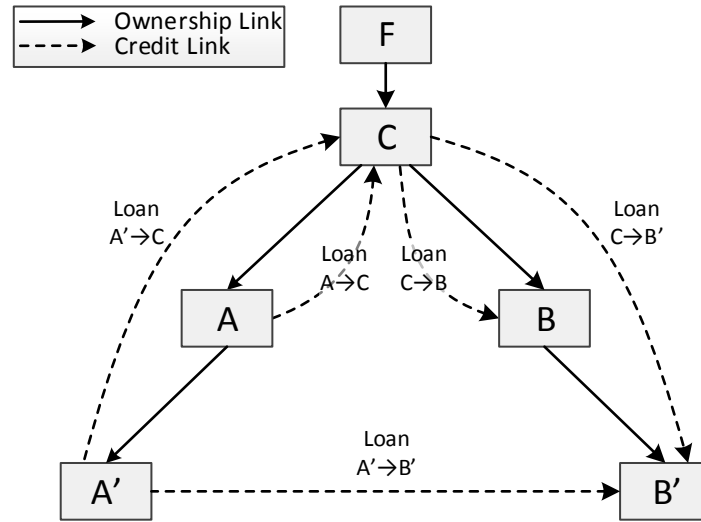 Ownership Link
Credit Link
F
C
Loan
A’→C
Loan
C→B’
Loan
A→C
Loan
C→B
A
B
Loan
A’→B’
A’
B’